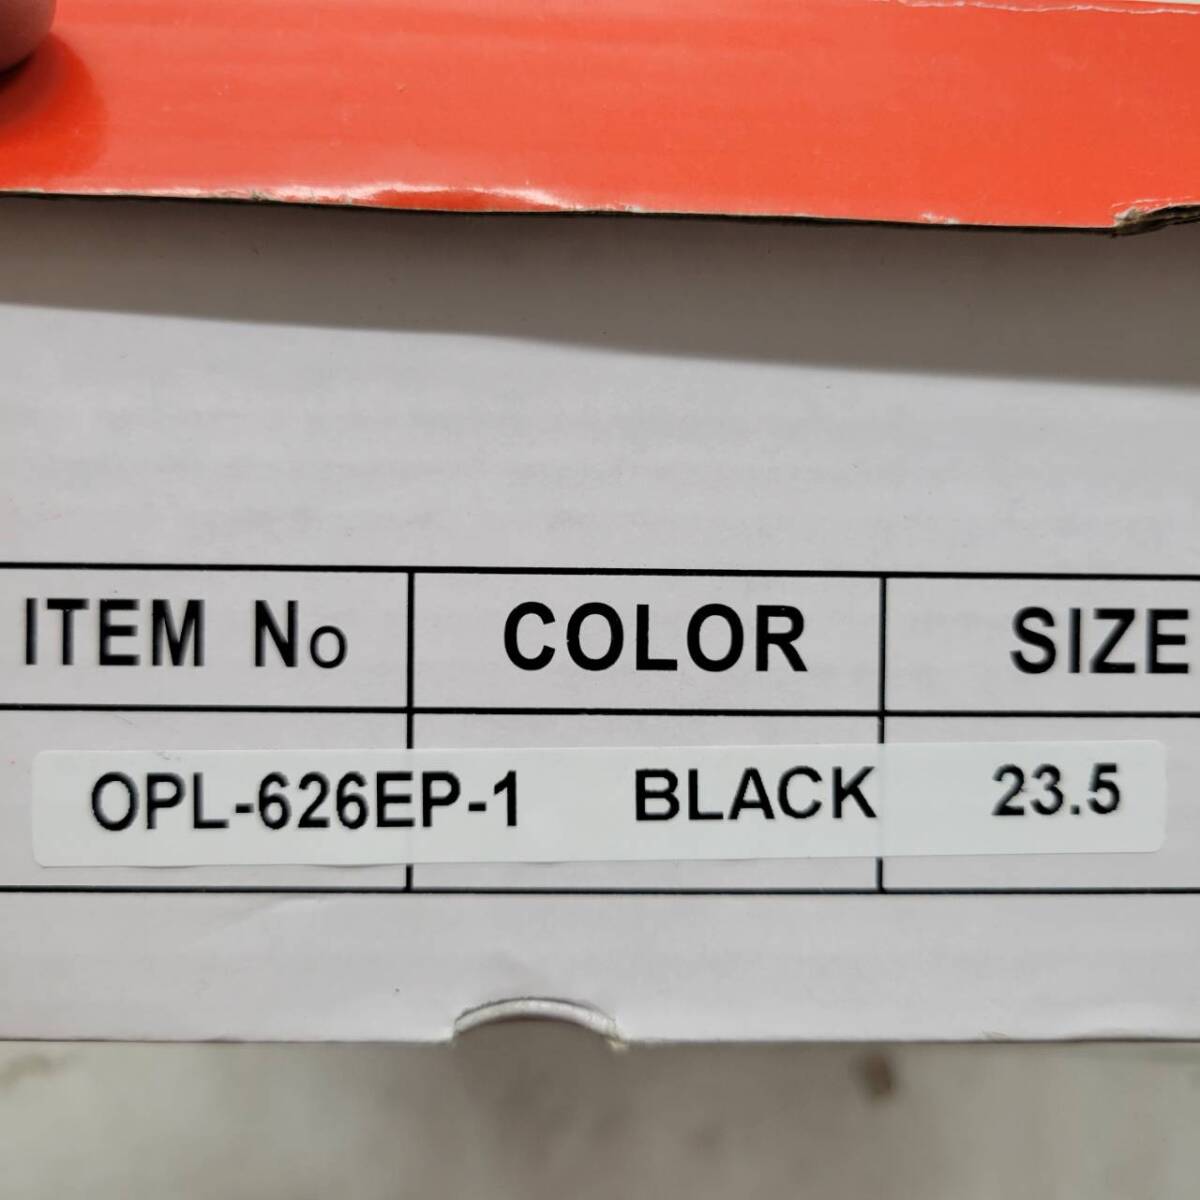 ITEM No COLOR SIZE
OPL-626EP-1 BLACK 23.5